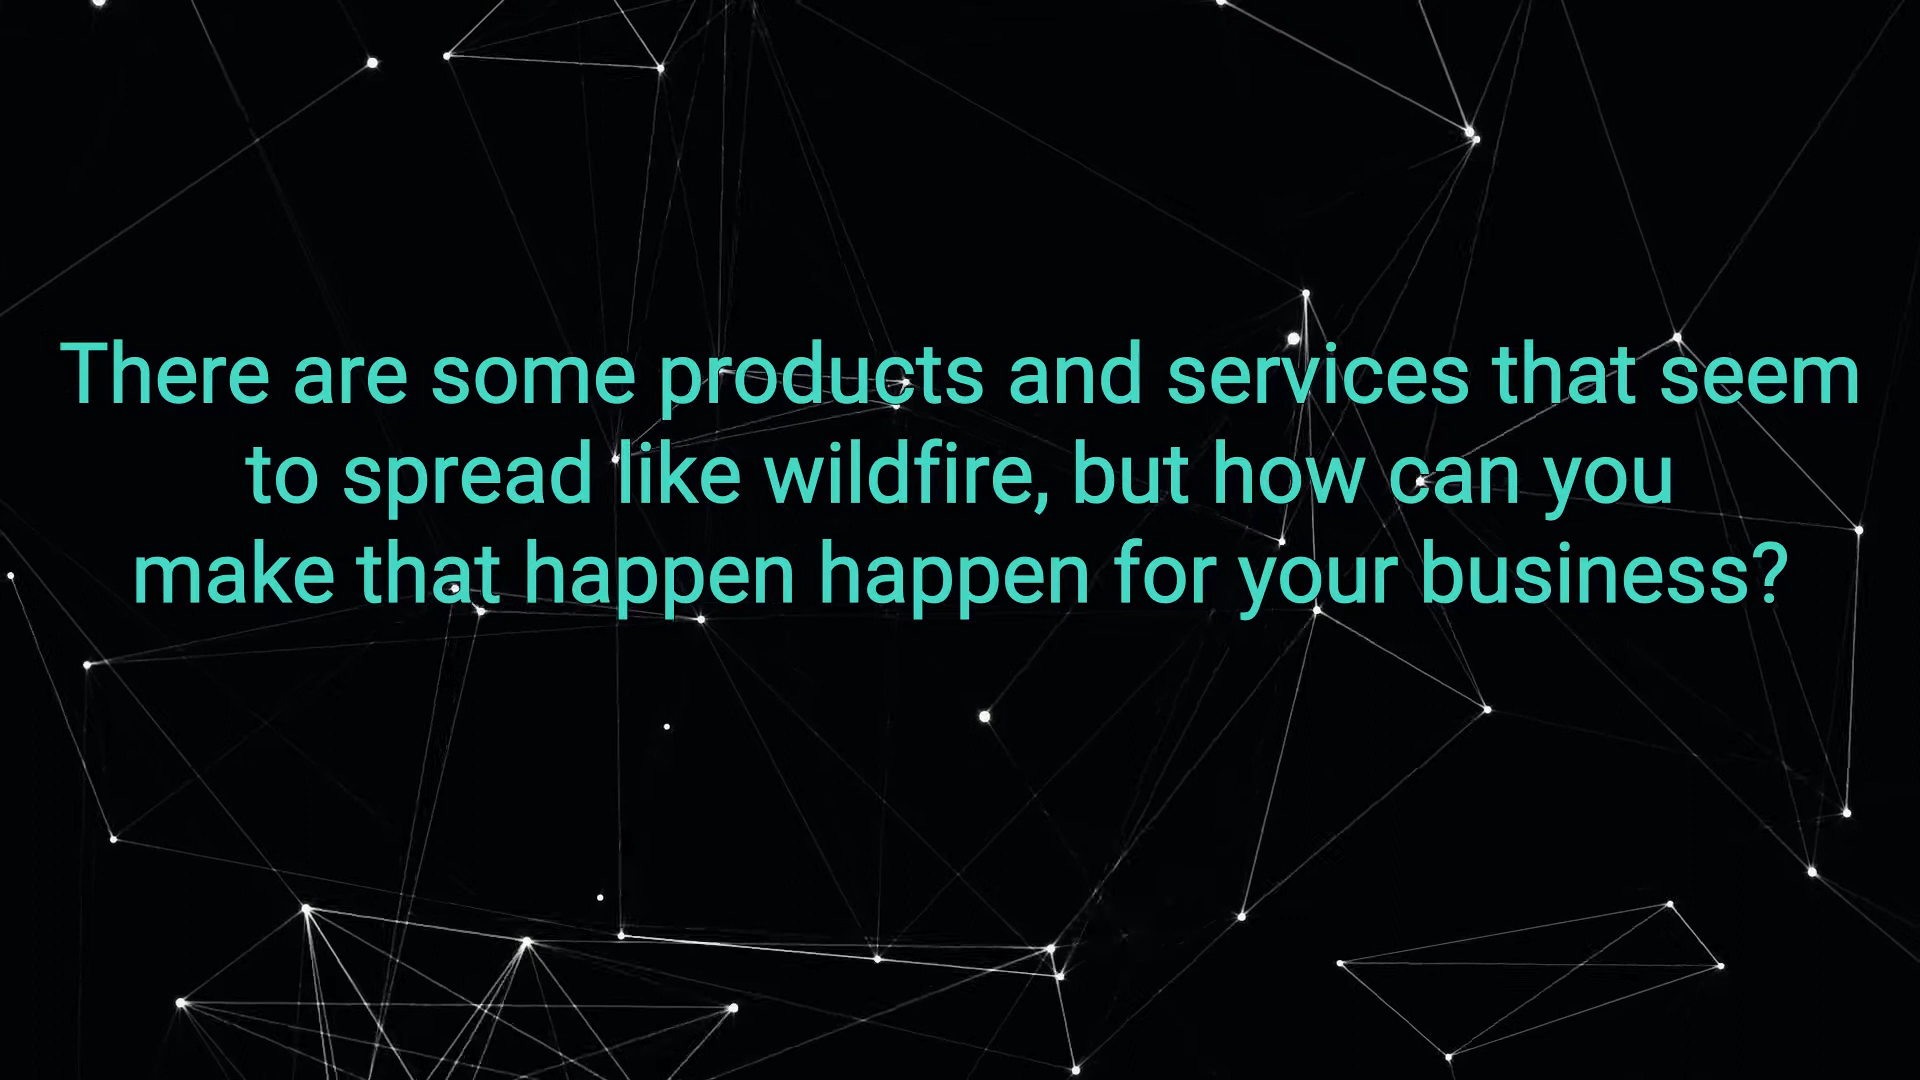 There are some products and services that seem
to spread like wildfire, but how can you
make that happen happen for your business?